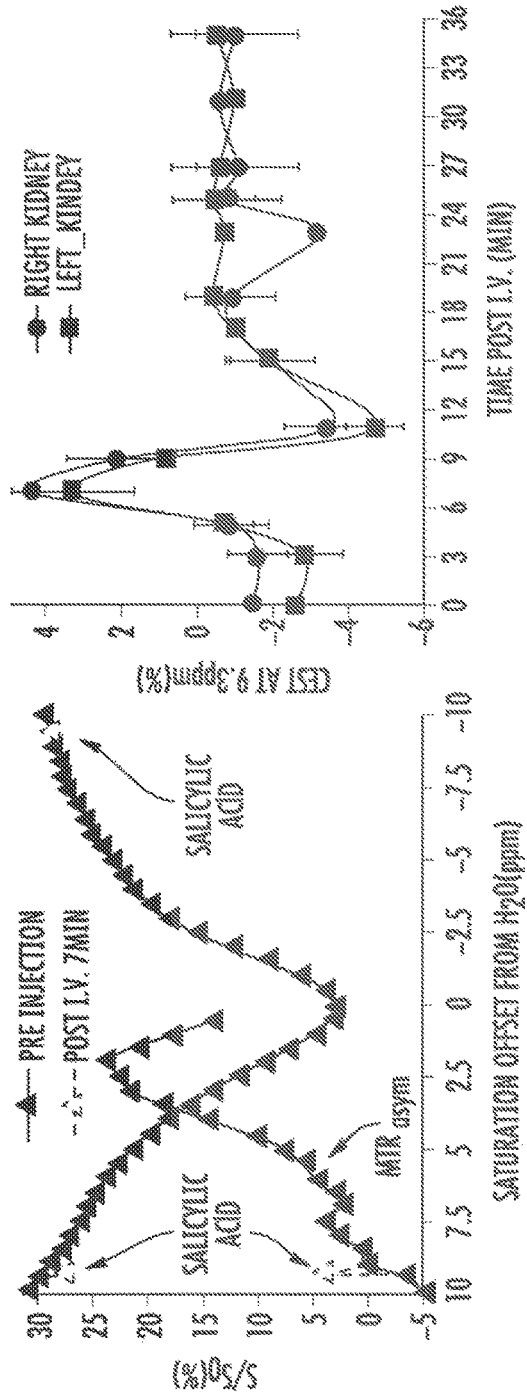 S/S₀(%)
30
25
20
15
10
5
0
-5
PRE INJECTION
POST I.V. 7MIN
SALICYLIC
ACID
SALICYLIC
ACID
MTR asym
10
7.5
5
2.5
0
-2.5
-5
-7.5
-10
SATURATION OFFSET FROM H₂O(ppm)
CEST AT 9.3ppm(%)
4
2
0
-2
-4
-6
RIGHT KIDNEY
LEFT_KINDEY
0
3
6
9
12
15
18
21
24
27
30
33
36
TIME POST I.V. (MIN)